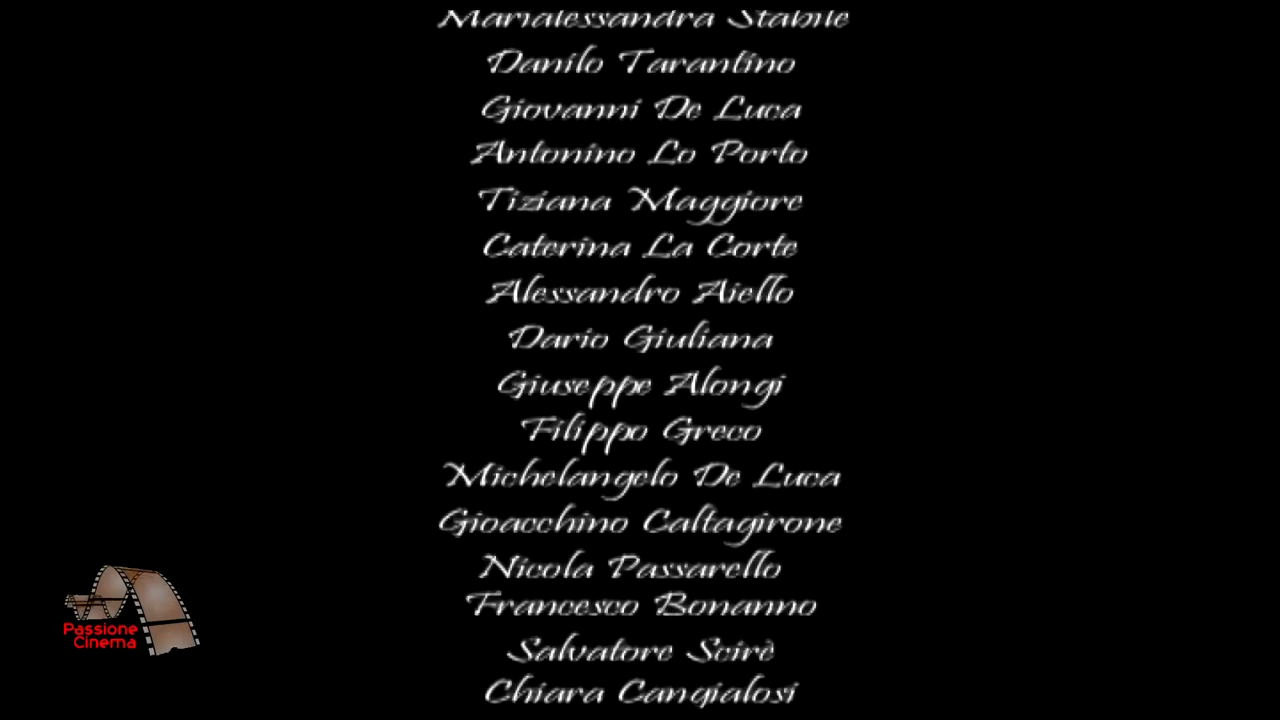 Marialessandra Stabile
Danilo Tarantino
Giovanni De Luca
Antonino Lo Porto
Tiziana Maggiore
Caterina La Corte
Alessandro Aiello
Dario Giuliana
Giuseppe Alongi
Filippo Greco
Michelangelo De Luca
Gioacchino Caltagirone
Nicola Passarello
Francesco Bonanno
Salvatore Scirè
Chiara Cangialosi
Passione
Cinema